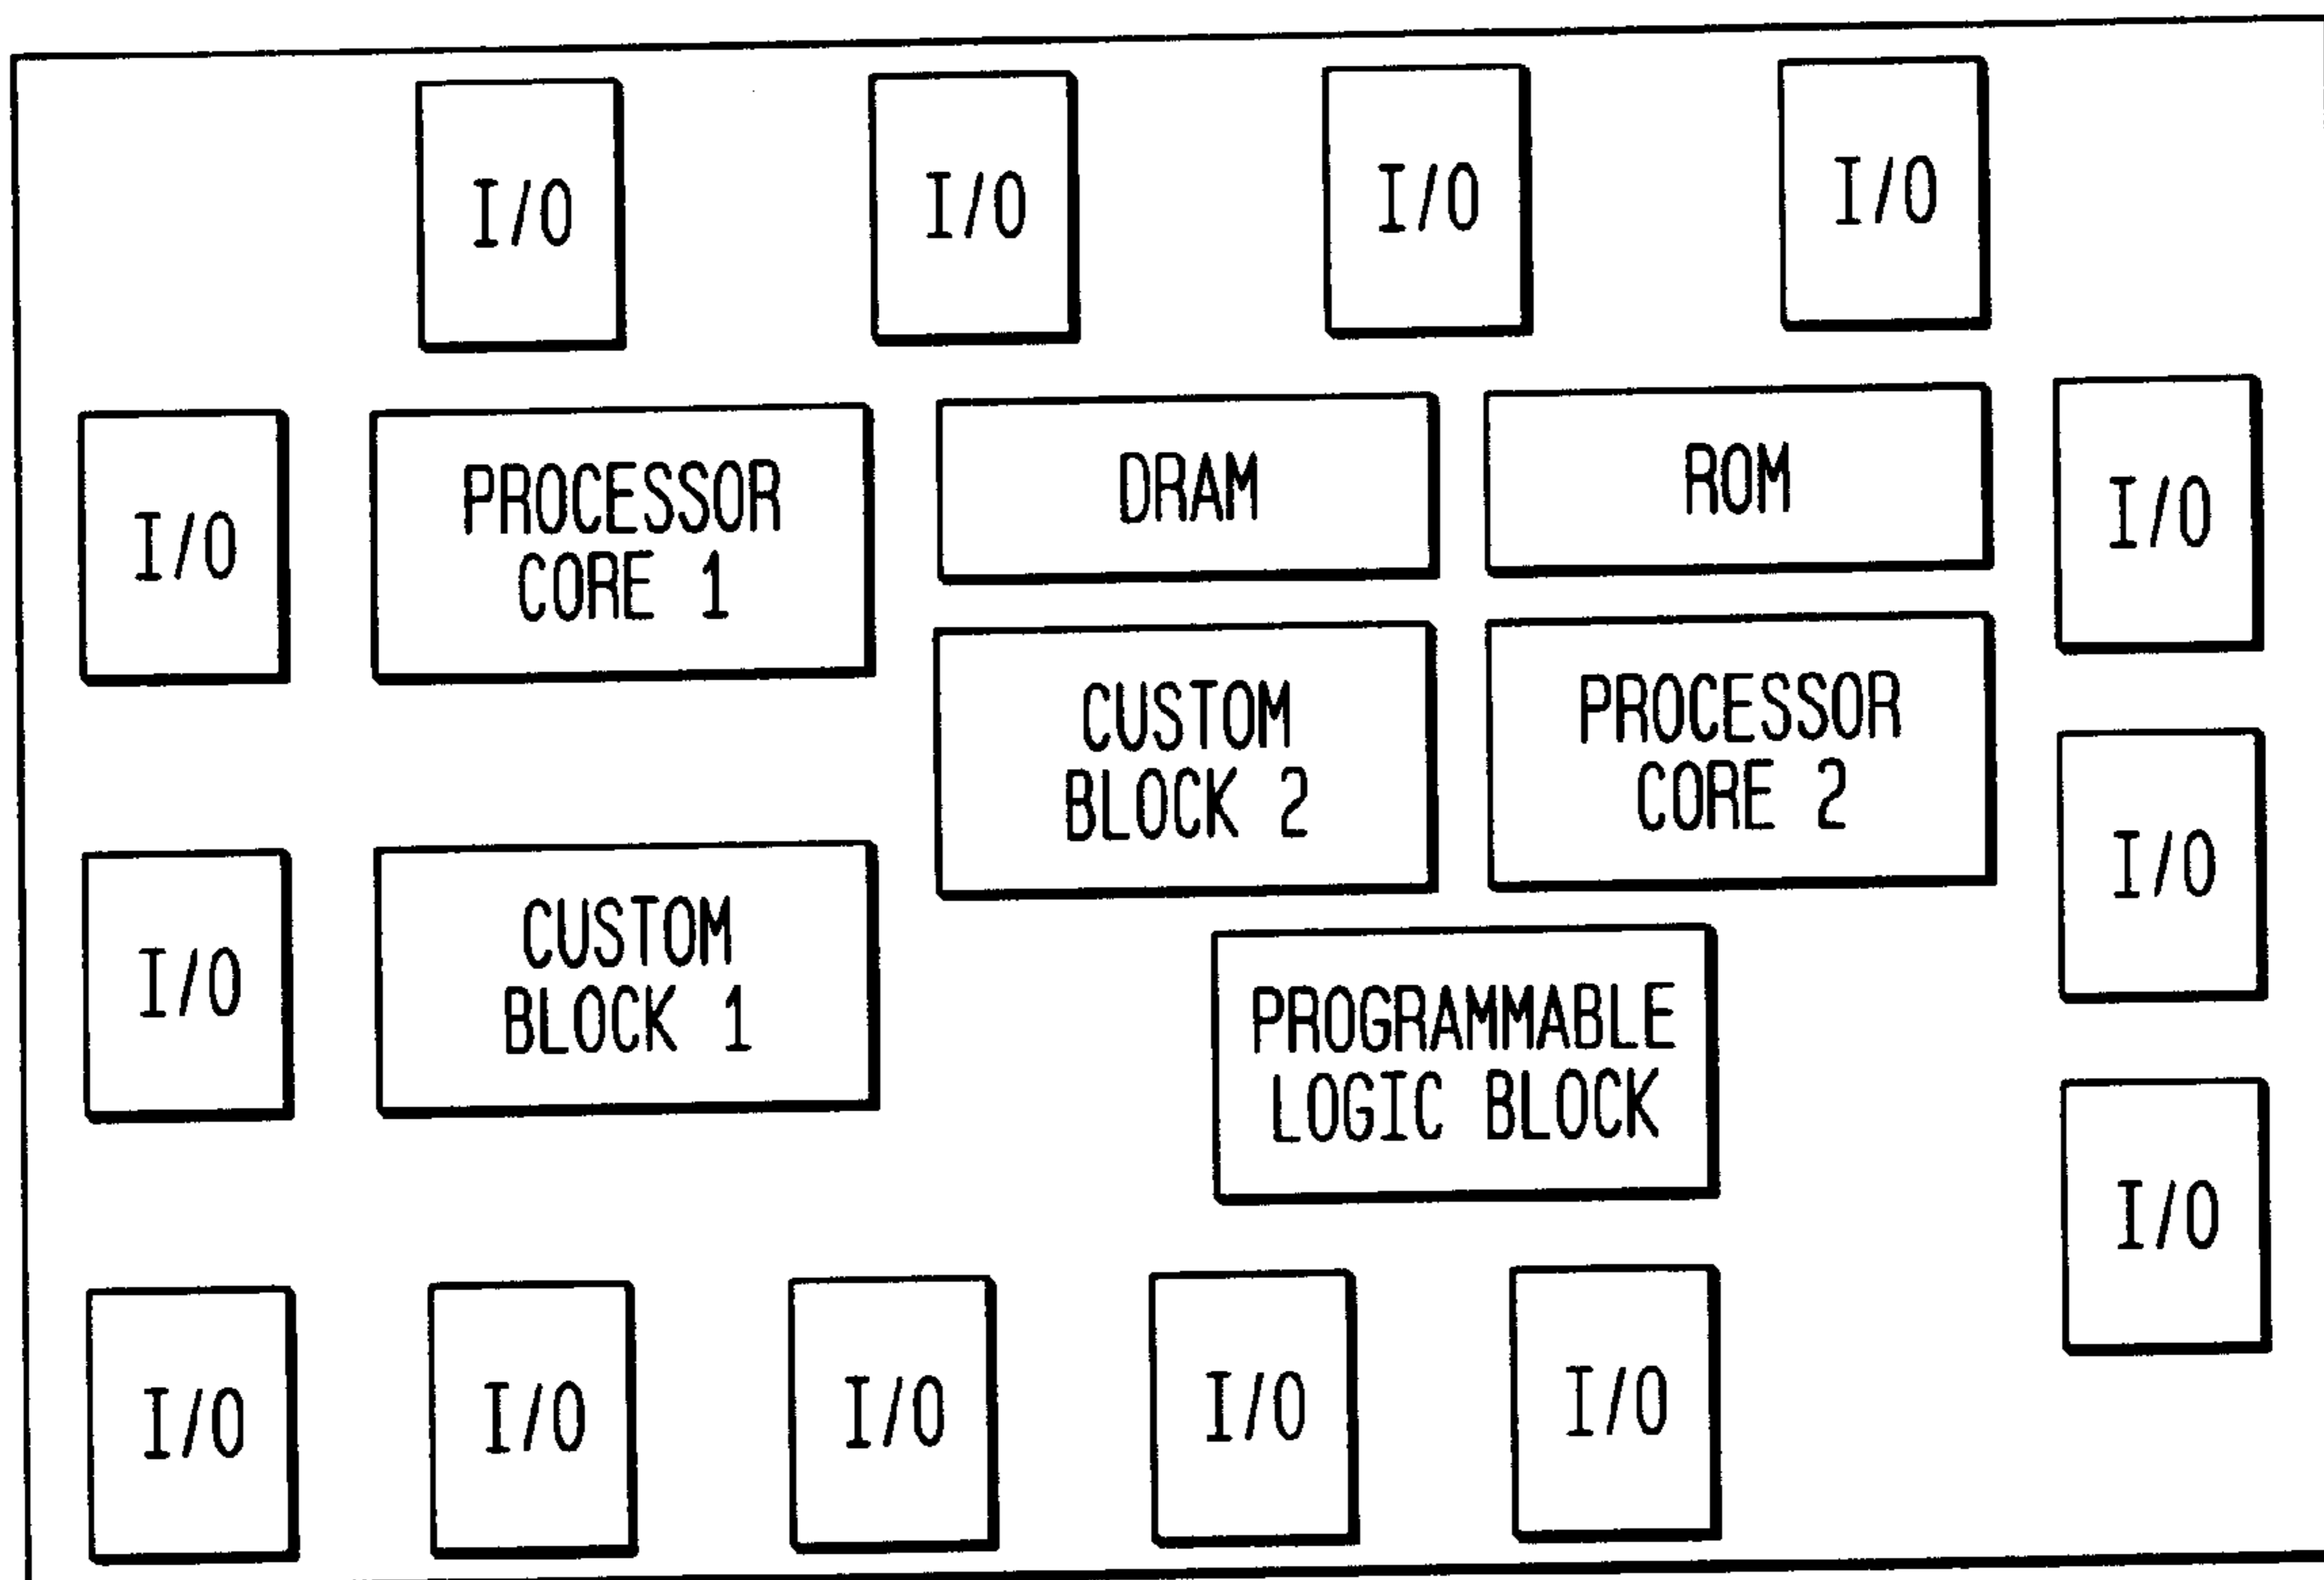 I/O
I/O
I/O
I/O
I/O
PROCESSOR
CORE 1
DRAM
ROM
I/O
CUSTOM
BLOCK 2
PROCESSOR
CORE 2
I/O
I/O
CUSTOM
BLOCK 1
PROGRAMMABLE
LOGIC BLOCK
I/O
I/O
I/O
I/O
I/O
I/O